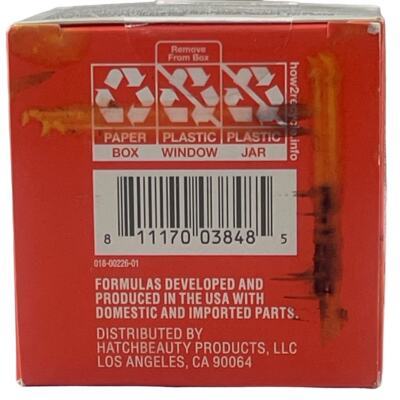 Remove
From Box
PAPER PLASTIC PLASTIC
BOX WINDOW JAR
how2recycle.info
8 11170 03848 5
018-00226-01
FORMULAS DEVELOPED AND
PRODUCED IN THE USA WITH
DOMESTIC AND IMPORTED PARTS.
DISTRIBUTED BY
HATCHBEAUTY PRODUCTS, LLC
LOS ANGELES, CA 90064